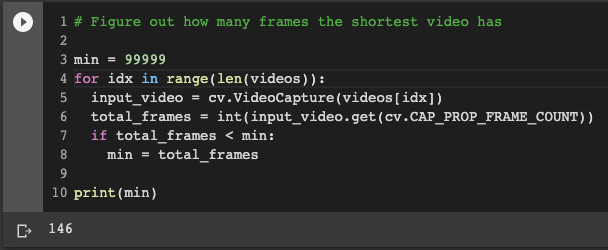 1 # Figure out how many frames the shortest video has
2
3 min = 99999
4 for idx in range(len(videos)):
5   input_video = cv.VideoCapture(videos[idx])
6   total_frames = int(input_video.get(cv.CAP_PROP_FRAME_COUNT))
7   if total_frames < min:
8     min = total_frames
9
10 print(min)
146